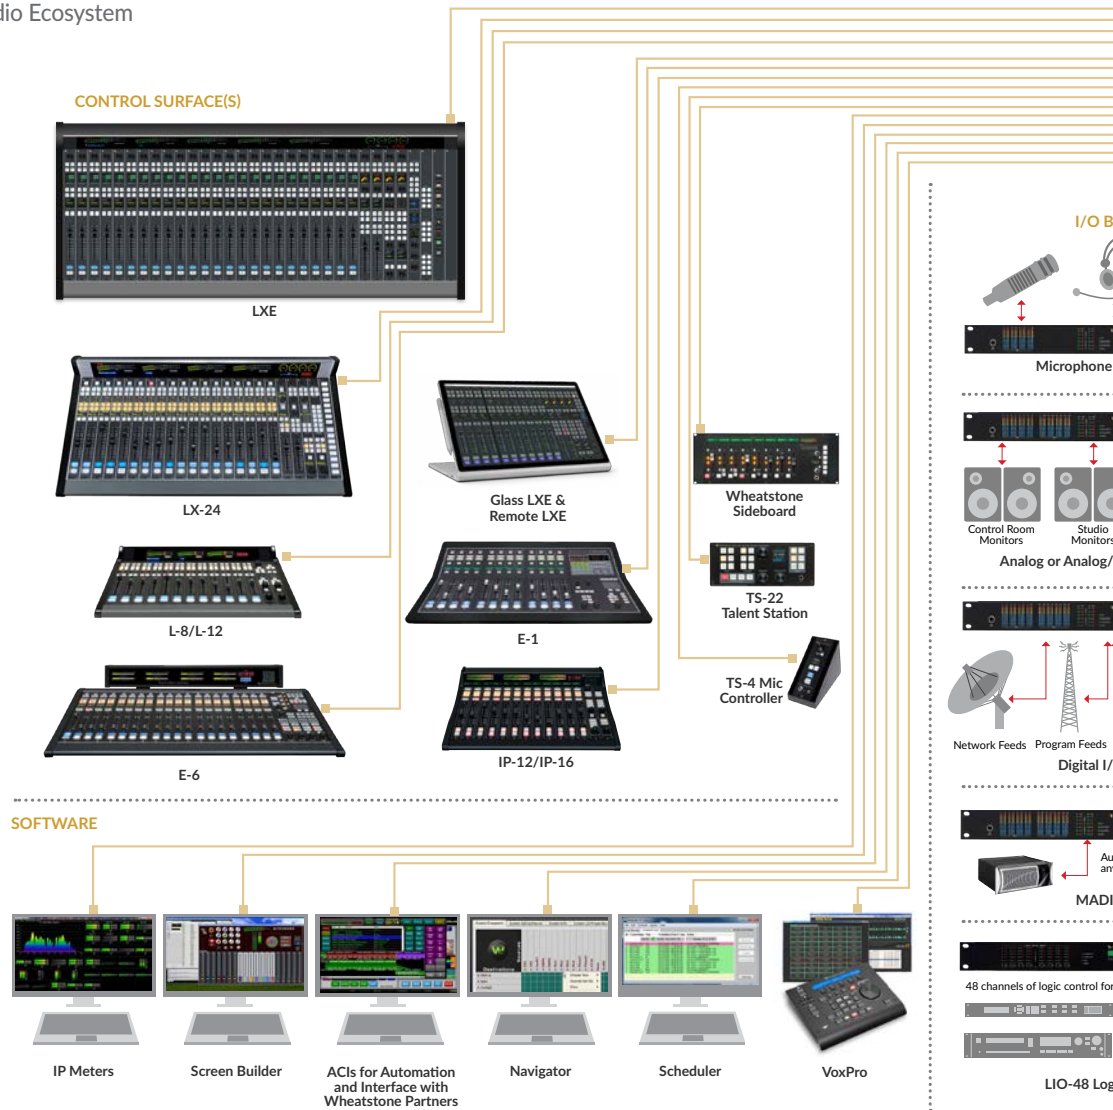 dio Ecosystem
CONTROL SURFACE(S)
LXE
LX-24
Glass LXE &
Remote LXE
Wheatstone
Sideboard
L-8/L-12
E-1
TS-22
Talent Station
TS-4 Mic
Controller
E-6
IP-12/IP-16
SOFTWARE
IP Meters
Screen Builder
ACIs for Automation
and Interface with
Wheatstone Partners
Navigator
Scheduler
VoxPro
I/O B
Microphone
Control Room
Monitors
Studio
Monitors
Analog or Analog/
Network Feeds
Program Feeds
Digital I/
Au
an
MADI
48 channels of logic control for
LIO-48 Log